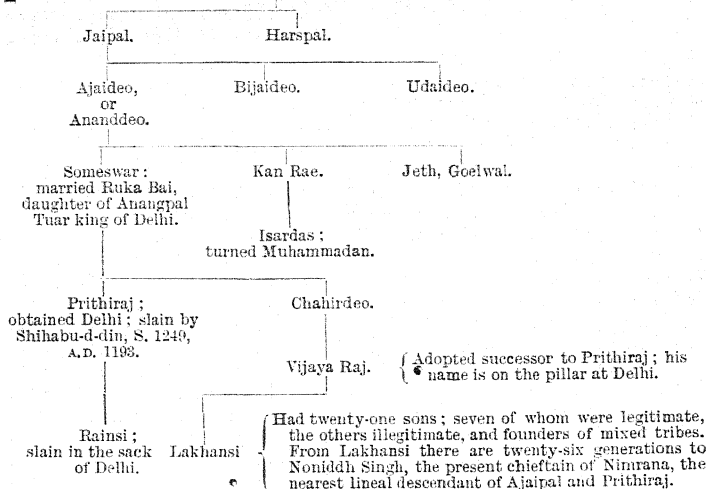 Jaipal. Harspal.
Ajaideo, Bijaideo. Udaideo.
or
Ananddeo.
Someswar : Kan Rae. Jeth, Goelwal.
married Ruka Bai,
daughter of Anangpal
Tuar king of Delhi.
Isardas ;
turned Muhammadan.
Prithiraj ; Chahirdeo.
obtained Delhi ; slain by
Shihabu-d-din, S. 1249,
A.D. 1193.
Vijaya Raj. Adopted successor to Prithiraj ; his
name is on the pillar at Delhi.
Rainsi ;
slain in the sack
of Delhi.
Lakhansi
Had twenty-one sons ; seven of whom were legitimate,
the others illegitimate, and founders of mixed tribes.
From Lakhansi there are twenty-six generations to
Noniddh Singh, the present chieftain of Nimrana, the
nearest lineal descendant of Ajaipal and Prithiraj.